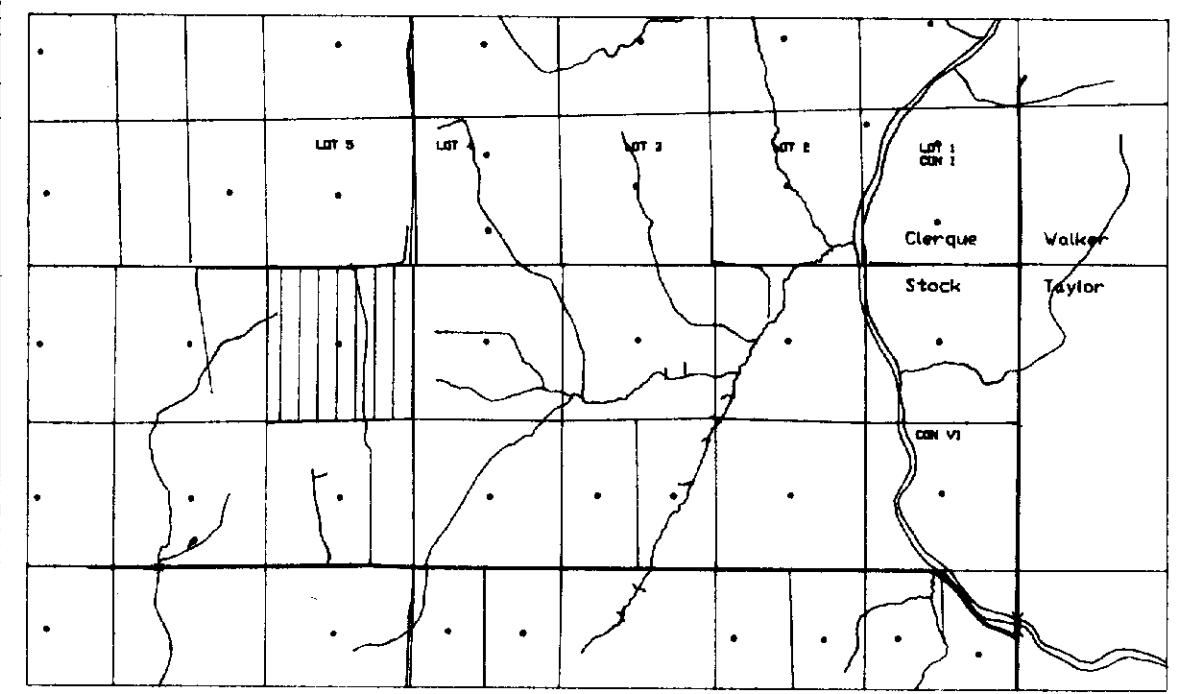 LOT 5
LOT 4
LOT 3
LOT 2
LOT 1
CON I
Clerque
Walker
Stock
Taylor
CON VI